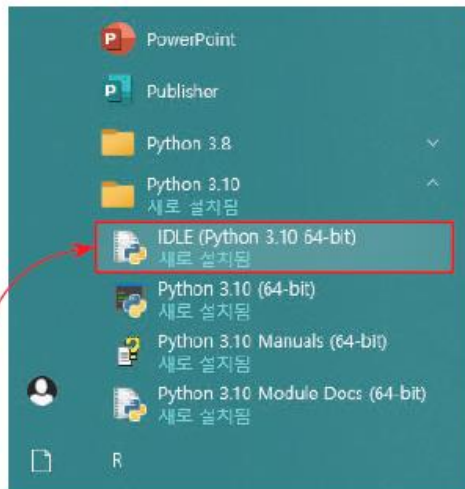 PowerPoint
Publisher
Python 3.8
Python 3.10
새로 설치됨
IDLE (Python 3.10 64-bit)
새로 설치됨
Python 3.10 (64-bit)
새로 설치됨
Python 3.10 Manuals (64-bit)
새로 설치됨
Python 3.10 Module Docs (64-bit)
새로 설치됨
R